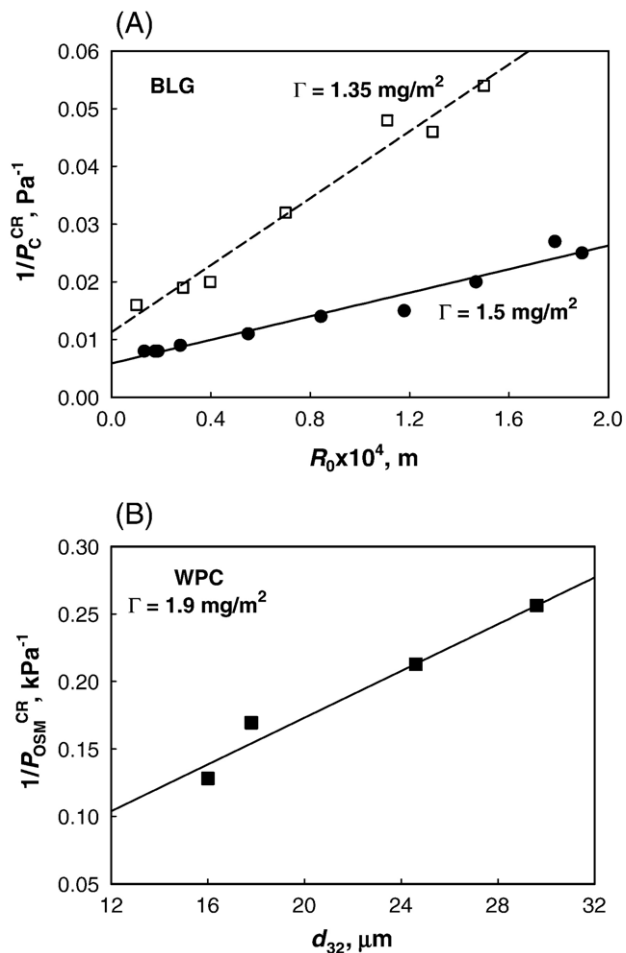 (A)
0.06
0.05
0.04
0.03
0.02
0.01
0.00
1/P_C^CR, Pa^-1
BLG
Γ = 1.35 mg/m²
Γ = 1.5 mg/m²
0.0 0.4 0.8 1.2 1.6 2.0
R₀x10⁴, m
(B)
0.30
0.25
0.20
0.15
0.10
0.05
1/P_OSM^CR, kPa^-1
WPC
Γ = 1.9 mg/m²
12 16 20 24 28 32
d₃₂, μm